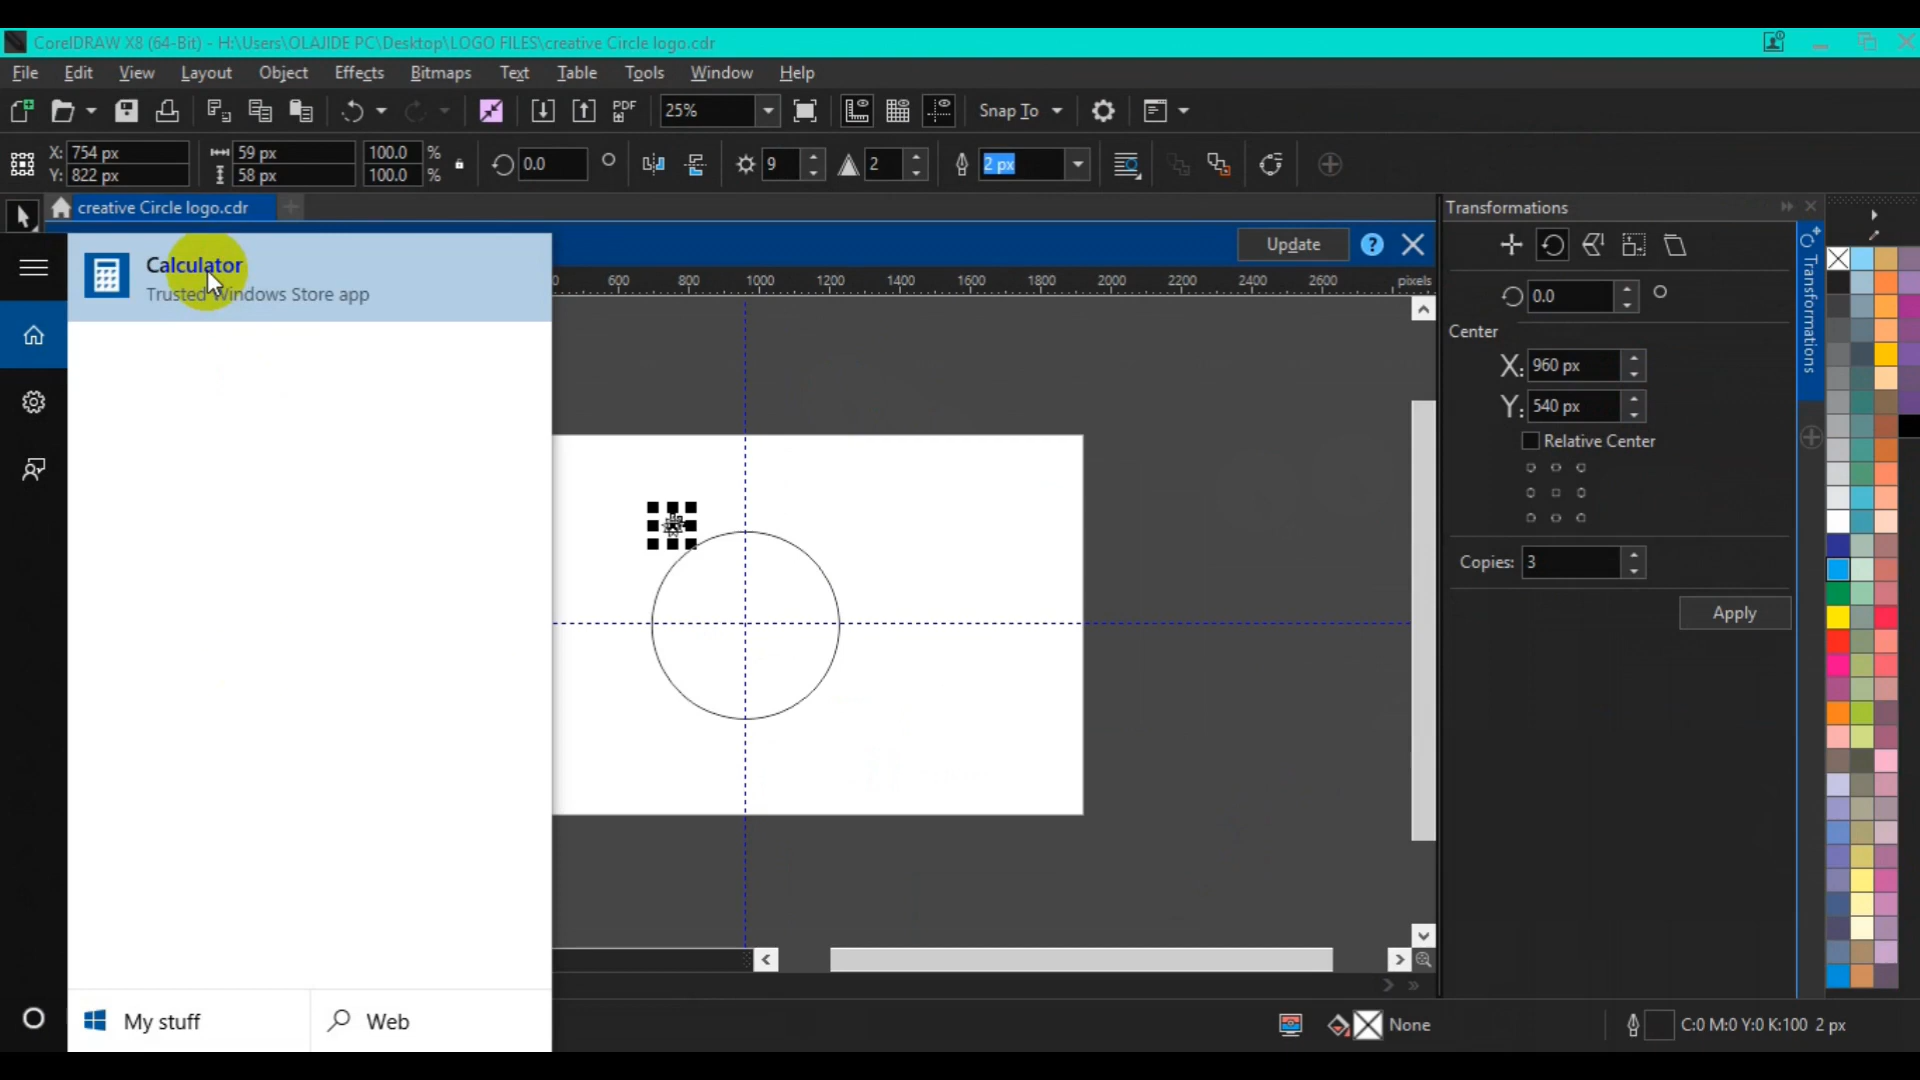 CorelDRAW X8 (64-Bit) - H:\Users\OLAJIDE PC\Desktop\LOGO FILES\creative Circle logo.cdr
File Edit View Layout Object Effects Bitmaps Text Table Tools Window Help
PDF 25% Snap To
X: 754 px 59 px 100.0 % 0.0 9 2 2 px
Y: 822 px 58 px 100.0 %
creative Circle logo.cdr
Transformations
Update
Calculator
Trusted Windows Store app
600 800 1000 1200 1400 1600 1800 2000 2200 2400 2600 pixels
0.0
Center
X: 960 px
Y: 540 px
Relative Center
Copies: 3
Apply
Transformations
My stuff
Web
None
C:0 M:0 Y:0 K:100 2 px